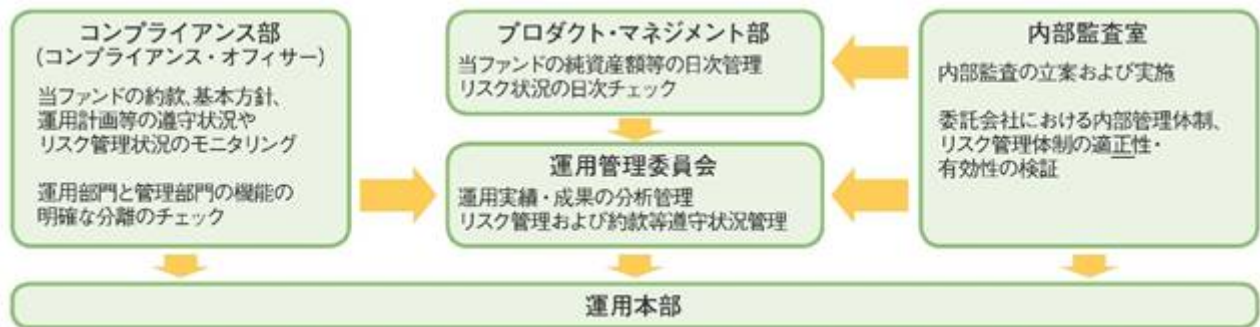 コンプライアンス部
(コンプライアンス・オフィサー)
当ファンドの約款、基本方針、
運用計画等の遵守状況や
リスク管理状況のモニタリング
運用部門と管理部門の機能の
明確な分離のチェック
プロダクト・マネジメント部
当ファンドの純資産額等の日次管理
リスク状況の日次チェック
運用管理委員会
運用実績・成果の分析管理
リスク管理および約款等遵守状況管理
内部監査室
内部監査の立案および実施
委託会社における内部管理体制、
リスク管理体制の適正性・
有効性の検証
運用本部